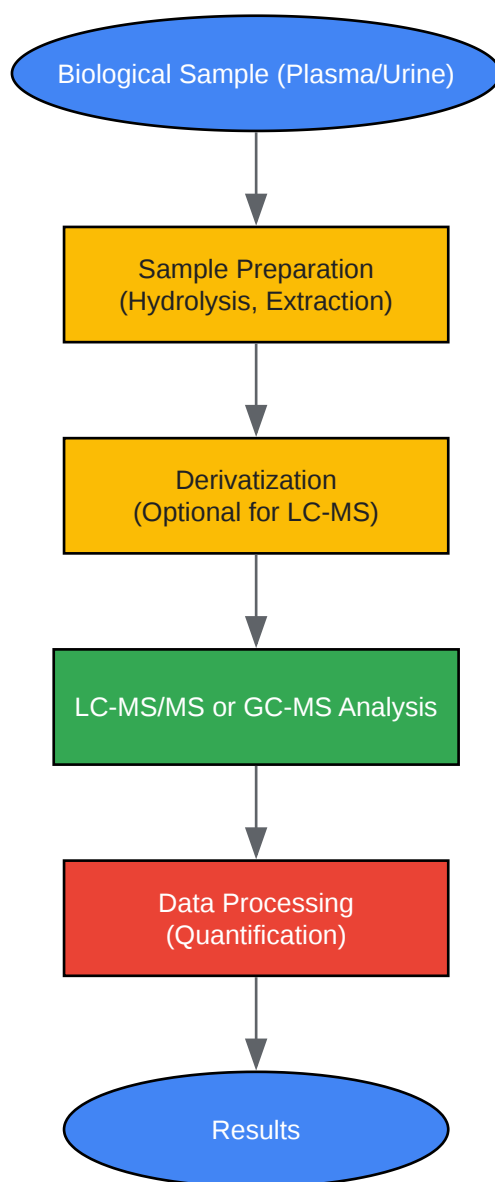 Biological Sample (Plasma/Urine)
Sample Preparation
(Hydrolysis, Extraction)
Derivatization
(Optional for LC-MS)
LC-MS/MS or GC-MS Analysis
Data Processing
(Quantification)
Results